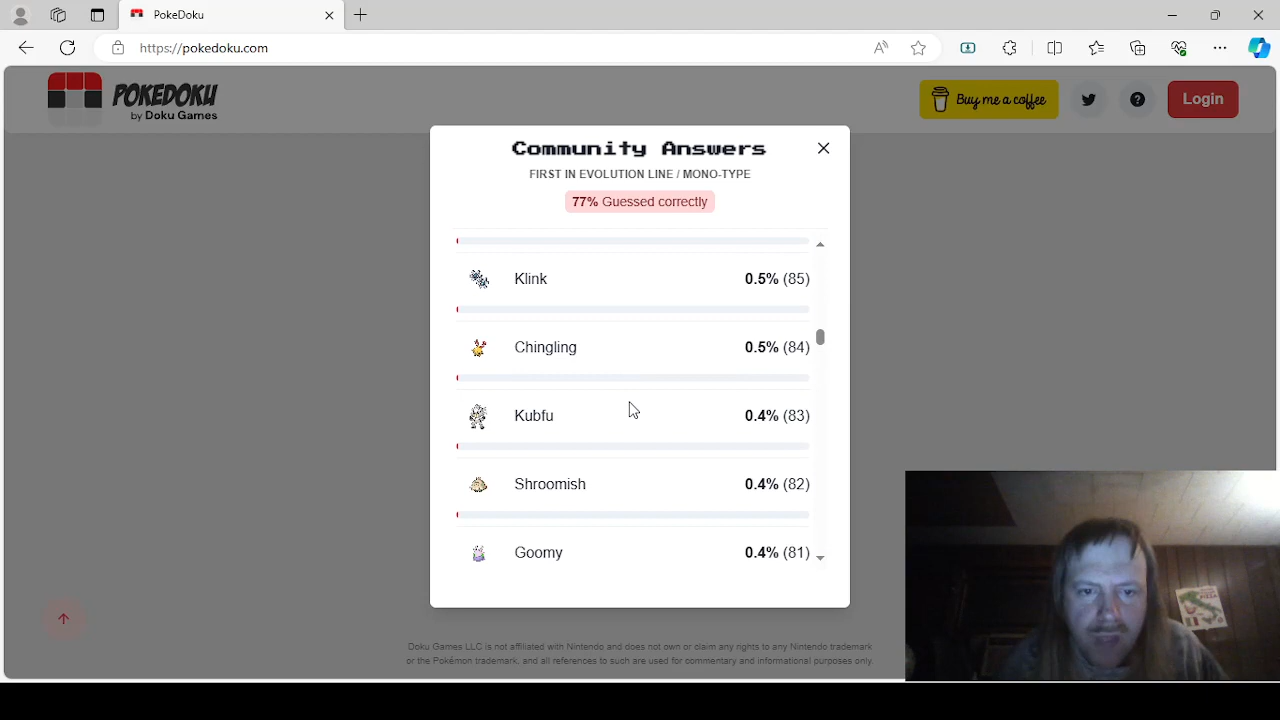 PokeDoku
https://pokedoku.com
POKEDOKU
by Doku Games
Buy me a coffee
Login
Community Answers
FIRST IN EVOLUTION LINE / MONO-TYPE
77% Guessed correctly
Klink 0.5% (85)
Chingling 0.5% (84)
Kubfu 0.4% (83)
Shroomish 0.4% (82)
Goomy 0.4% (81)
Doku Games LLC is not affiliated with Nintendo and does not own or claim any rights to any Nintendo trademark
or the Pokémon trademark, and all references to such are used for commentary and informational purposes only.
PIZZA